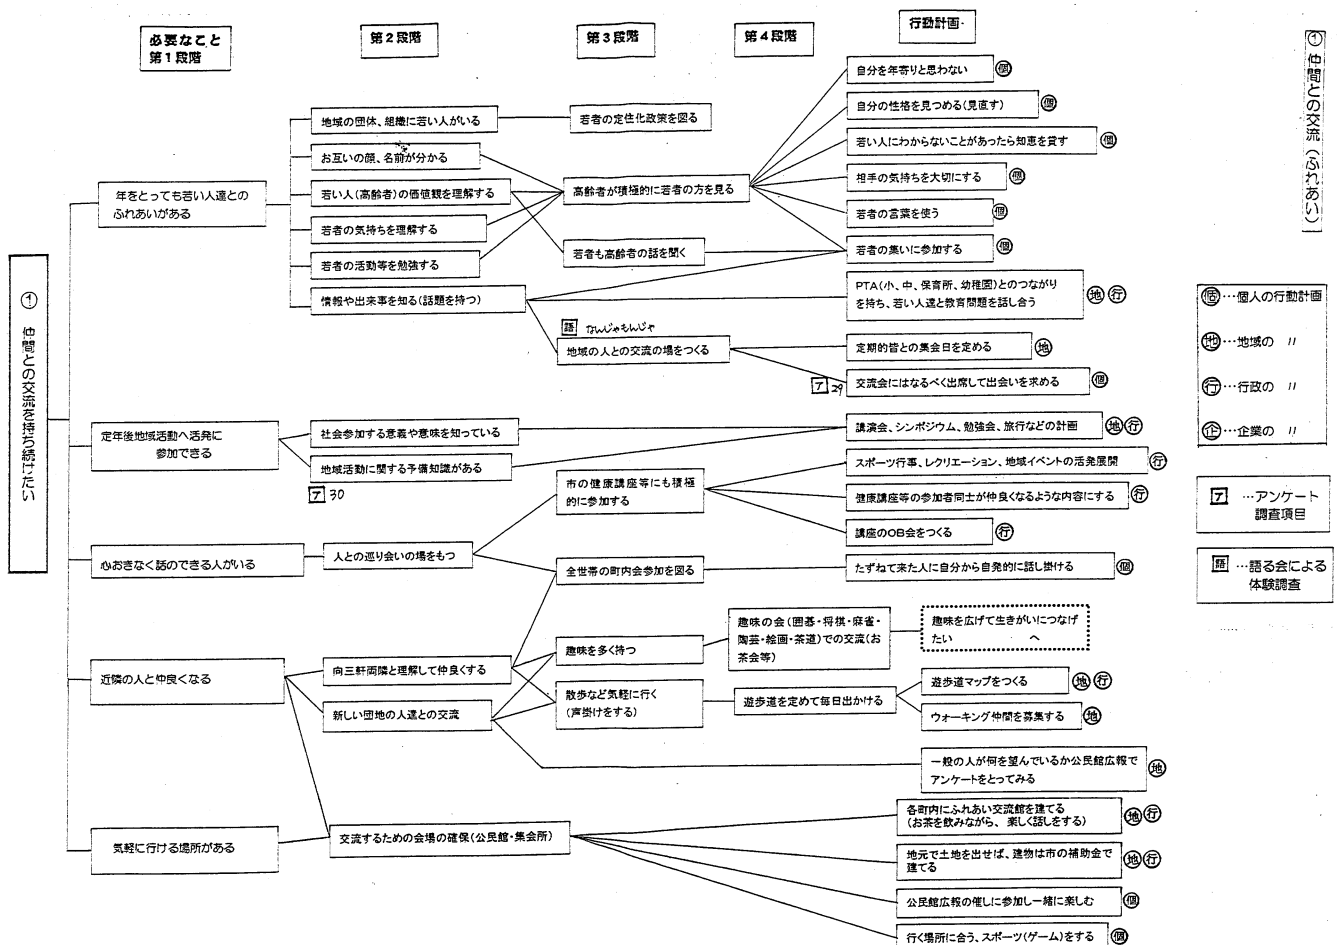 必要なこと
第1段階
第2段階
第3段階
第4段階
行動計画
① 仲間との交流(ふれあい)
① 仲間との交流を持ち続けたい
年をとっても若い人達との
ふれあいがある
地域の団体、組織に若い人がいる
お互いの顔、名前が分かる
若い人(高齢者)の価値観を理解する
若者の気持ちを理解する
若者の活動等を勉強する
情報や出来事を知る(話題を持つ)
若者の定住化政策を図る
高齢者が積極的に若者の方を見る
若者も高齢者の話を聞く
語 なんじゃもんじゃ
地域の人との交流の場をつくる
自分を年寄りと思わない 個
自分の性格を見つめる(見直す) 個
若い人にわからないことがあったら知恵を貸す 個
相手の気持ちを大切にする 個
若者の言葉を使う 個
若者の集いに参加する 個
PTA(小、中、保育所、幼稚園)とのつながり
を持ち、若い人達と教育問題を話し合う 地 行
定期的皆との集会日を定める 地
ア 29
交流会にはなるべく出席して出会いを求める 個
定年後地域活動へ活発に
参加できる
社会参加する意義や意味を知っている
地域活動に関する予備知識がある
ア 30
講演会、シンポジウム、勉強会、旅行などの計画 地 行
心おきなく話のできる人がいる
人との巡り会いの場をもつ
市の健康講座等にも積極
的に参加する
全世帯の町内会参加を図る
スポーツ行事、レクリエーション、地域イベントの活発展開 行
健康講座等の参加者同士が仲良くなるような内容にする 行
講座のOB会をつくる 行
たずねて来た人に自分から自発的に話し掛ける 個
近隣の人と仲良くなる
向三軒両隣と理解して仲良くする
新しい団地の人達との交流
趣味を多く持つ
散歩など気軽に行く
(声掛けをする)
趣味の会(囲碁・将棋・麻雀・
陶芸・絵画・茶道)での交流(お
茶会等)
遊歩道を定めて毎日出かける
趣味を広げて生きがいにつなげ
たい へ
遊歩道マップをつくる 地 行
ウォーキング仲間を募集する 地
一般の人が何を望んでいるか公民館広報で
アンケートをとってみる 地
気軽に行ける場所がある
交流するための会場の確保(公民館・集会所)
各町内にふれあい交流館を建てる
(お茶を飲みながら、楽しく話しをする) 地 行
地元で土地を出せば、建物は市の補助金で
建てる 地 行
公民館広報の催しに参加し一緒に楽しむ 個
行く場所に合う、スポーツ(ゲーム)をする 個
個…個人の行動計画
地…地域の 〃
行…行政の 〃
企…企業の 〃
ア…アンケート
調査項目
語…語る会による
体験調査